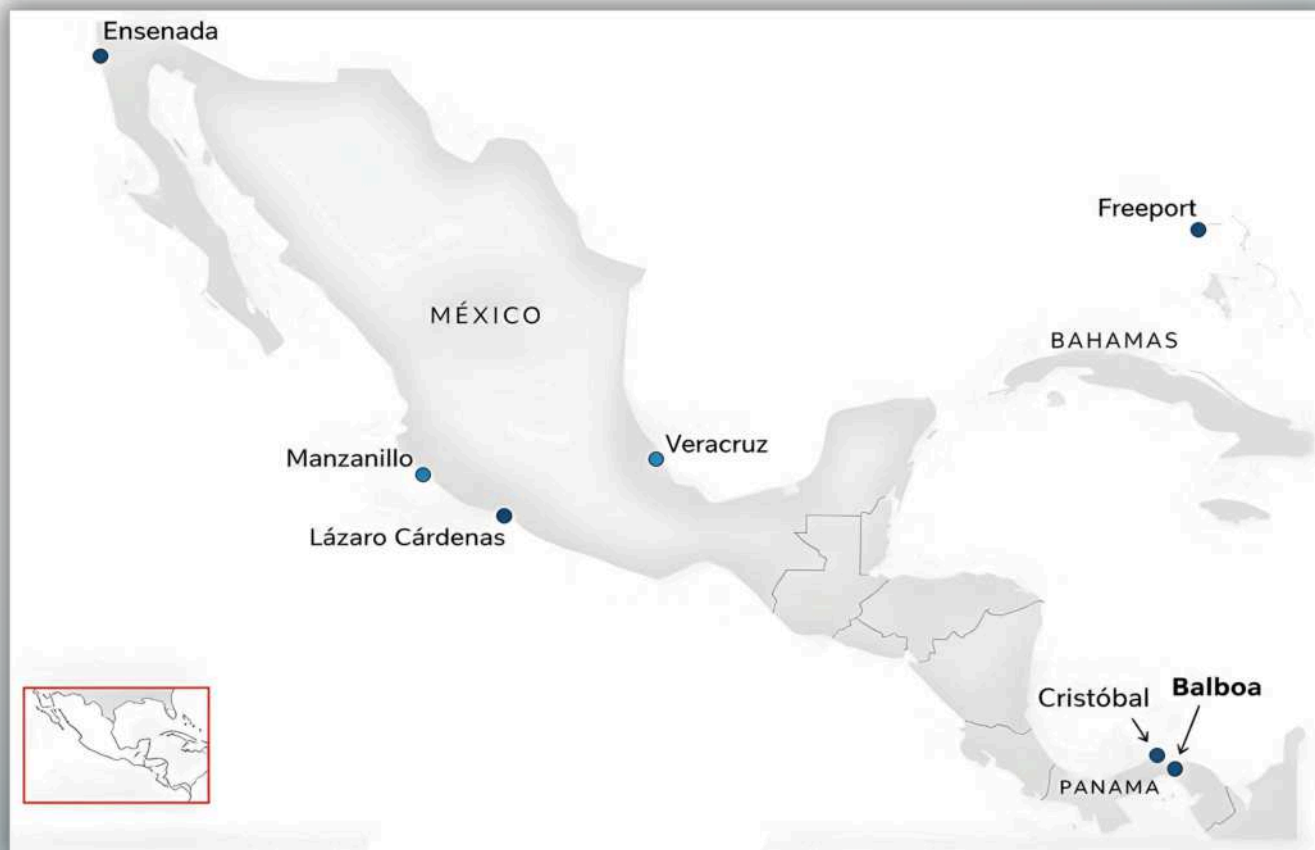 Ensenada
Freeport
MÉXICO
BAHAMAS
Manzanillo
Veracruz
Lázaro Cárdenas
Cristóbal
Balboa
PANAMA